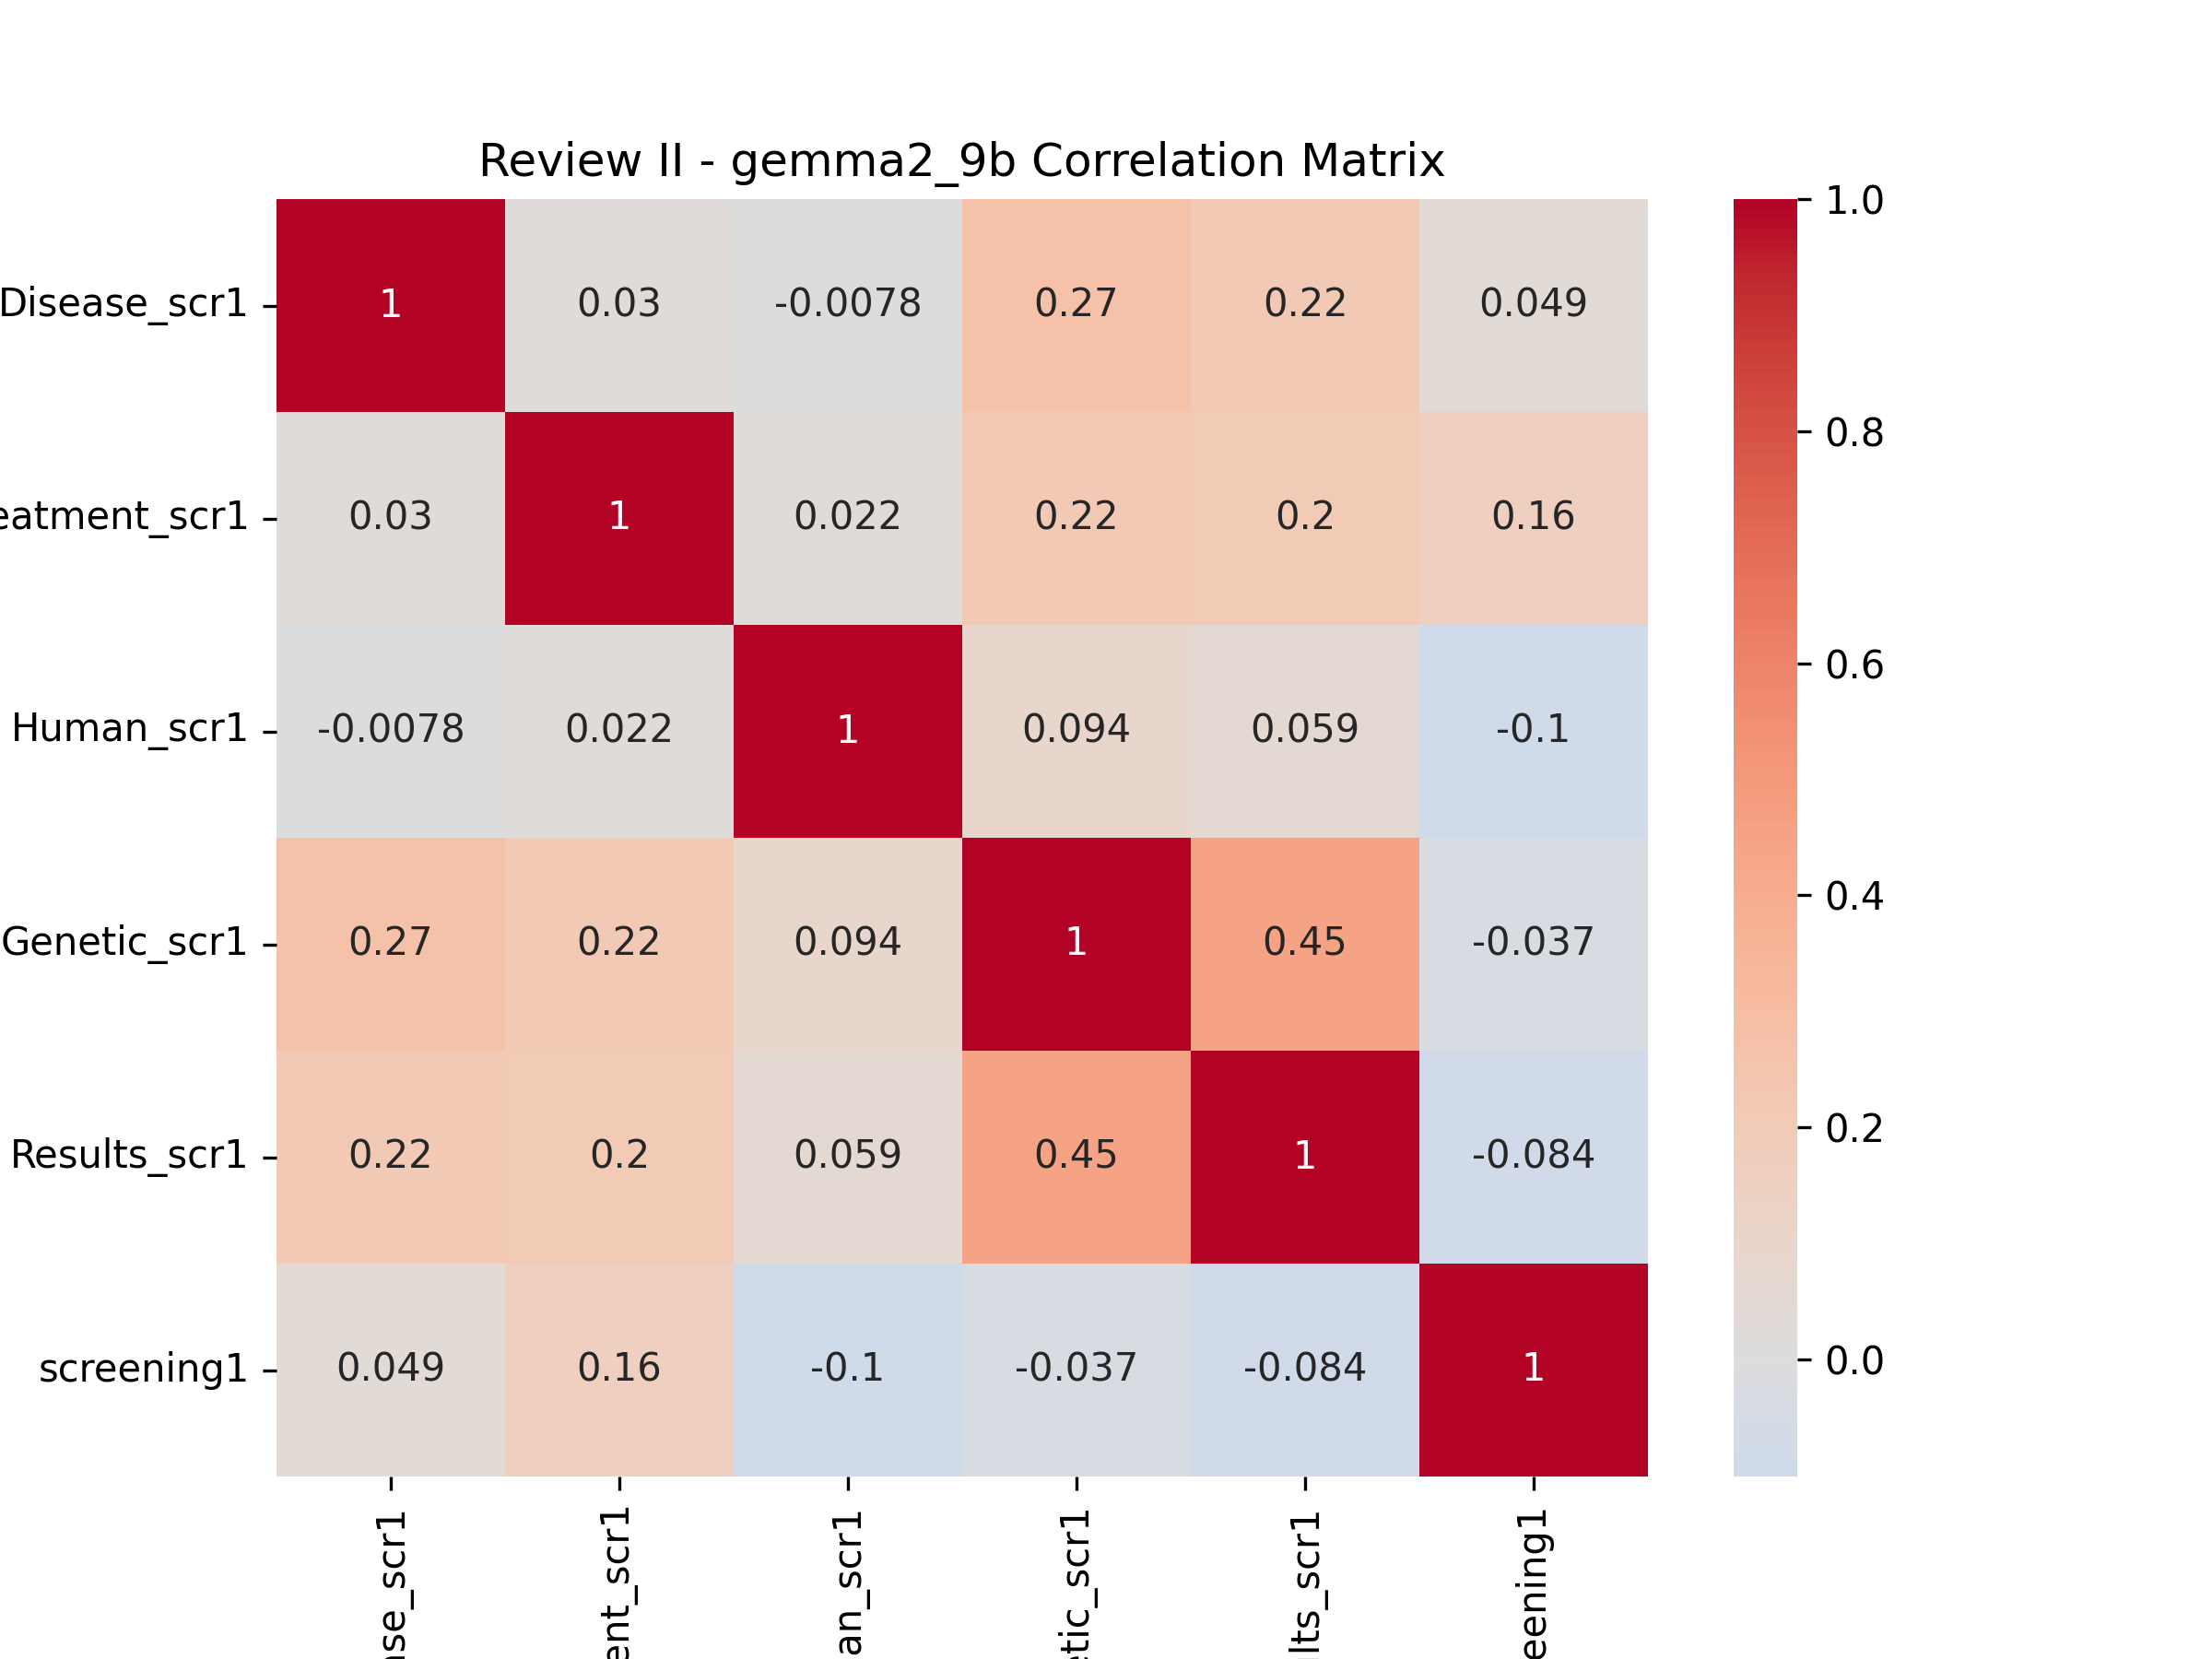 Review II - gemma2_9b Correlation Matrix
Disease_scr1 1 0.03 -0.0078 0.27 0.22 0.049
eatment_scr1 0.03 1 0.022 0.22 0.2 0.16
Human_scr1 -0.0078 0.022 1 0.094 0.059 -0.1
Genetic_scr1 0.27 0.22 0.094 1 0.45 -0.037
Results_scr1 0.22 0.2 0.059 0.45 1 -0.084
screening1 0.049 0.16 -0.1 -0.037 -0.084 1
ase_scr1
ent_scr1
an_scr1
etic_scr1
lts_scr1
eening1
1.0
0.8
0.6
0.4
0.2
0.0